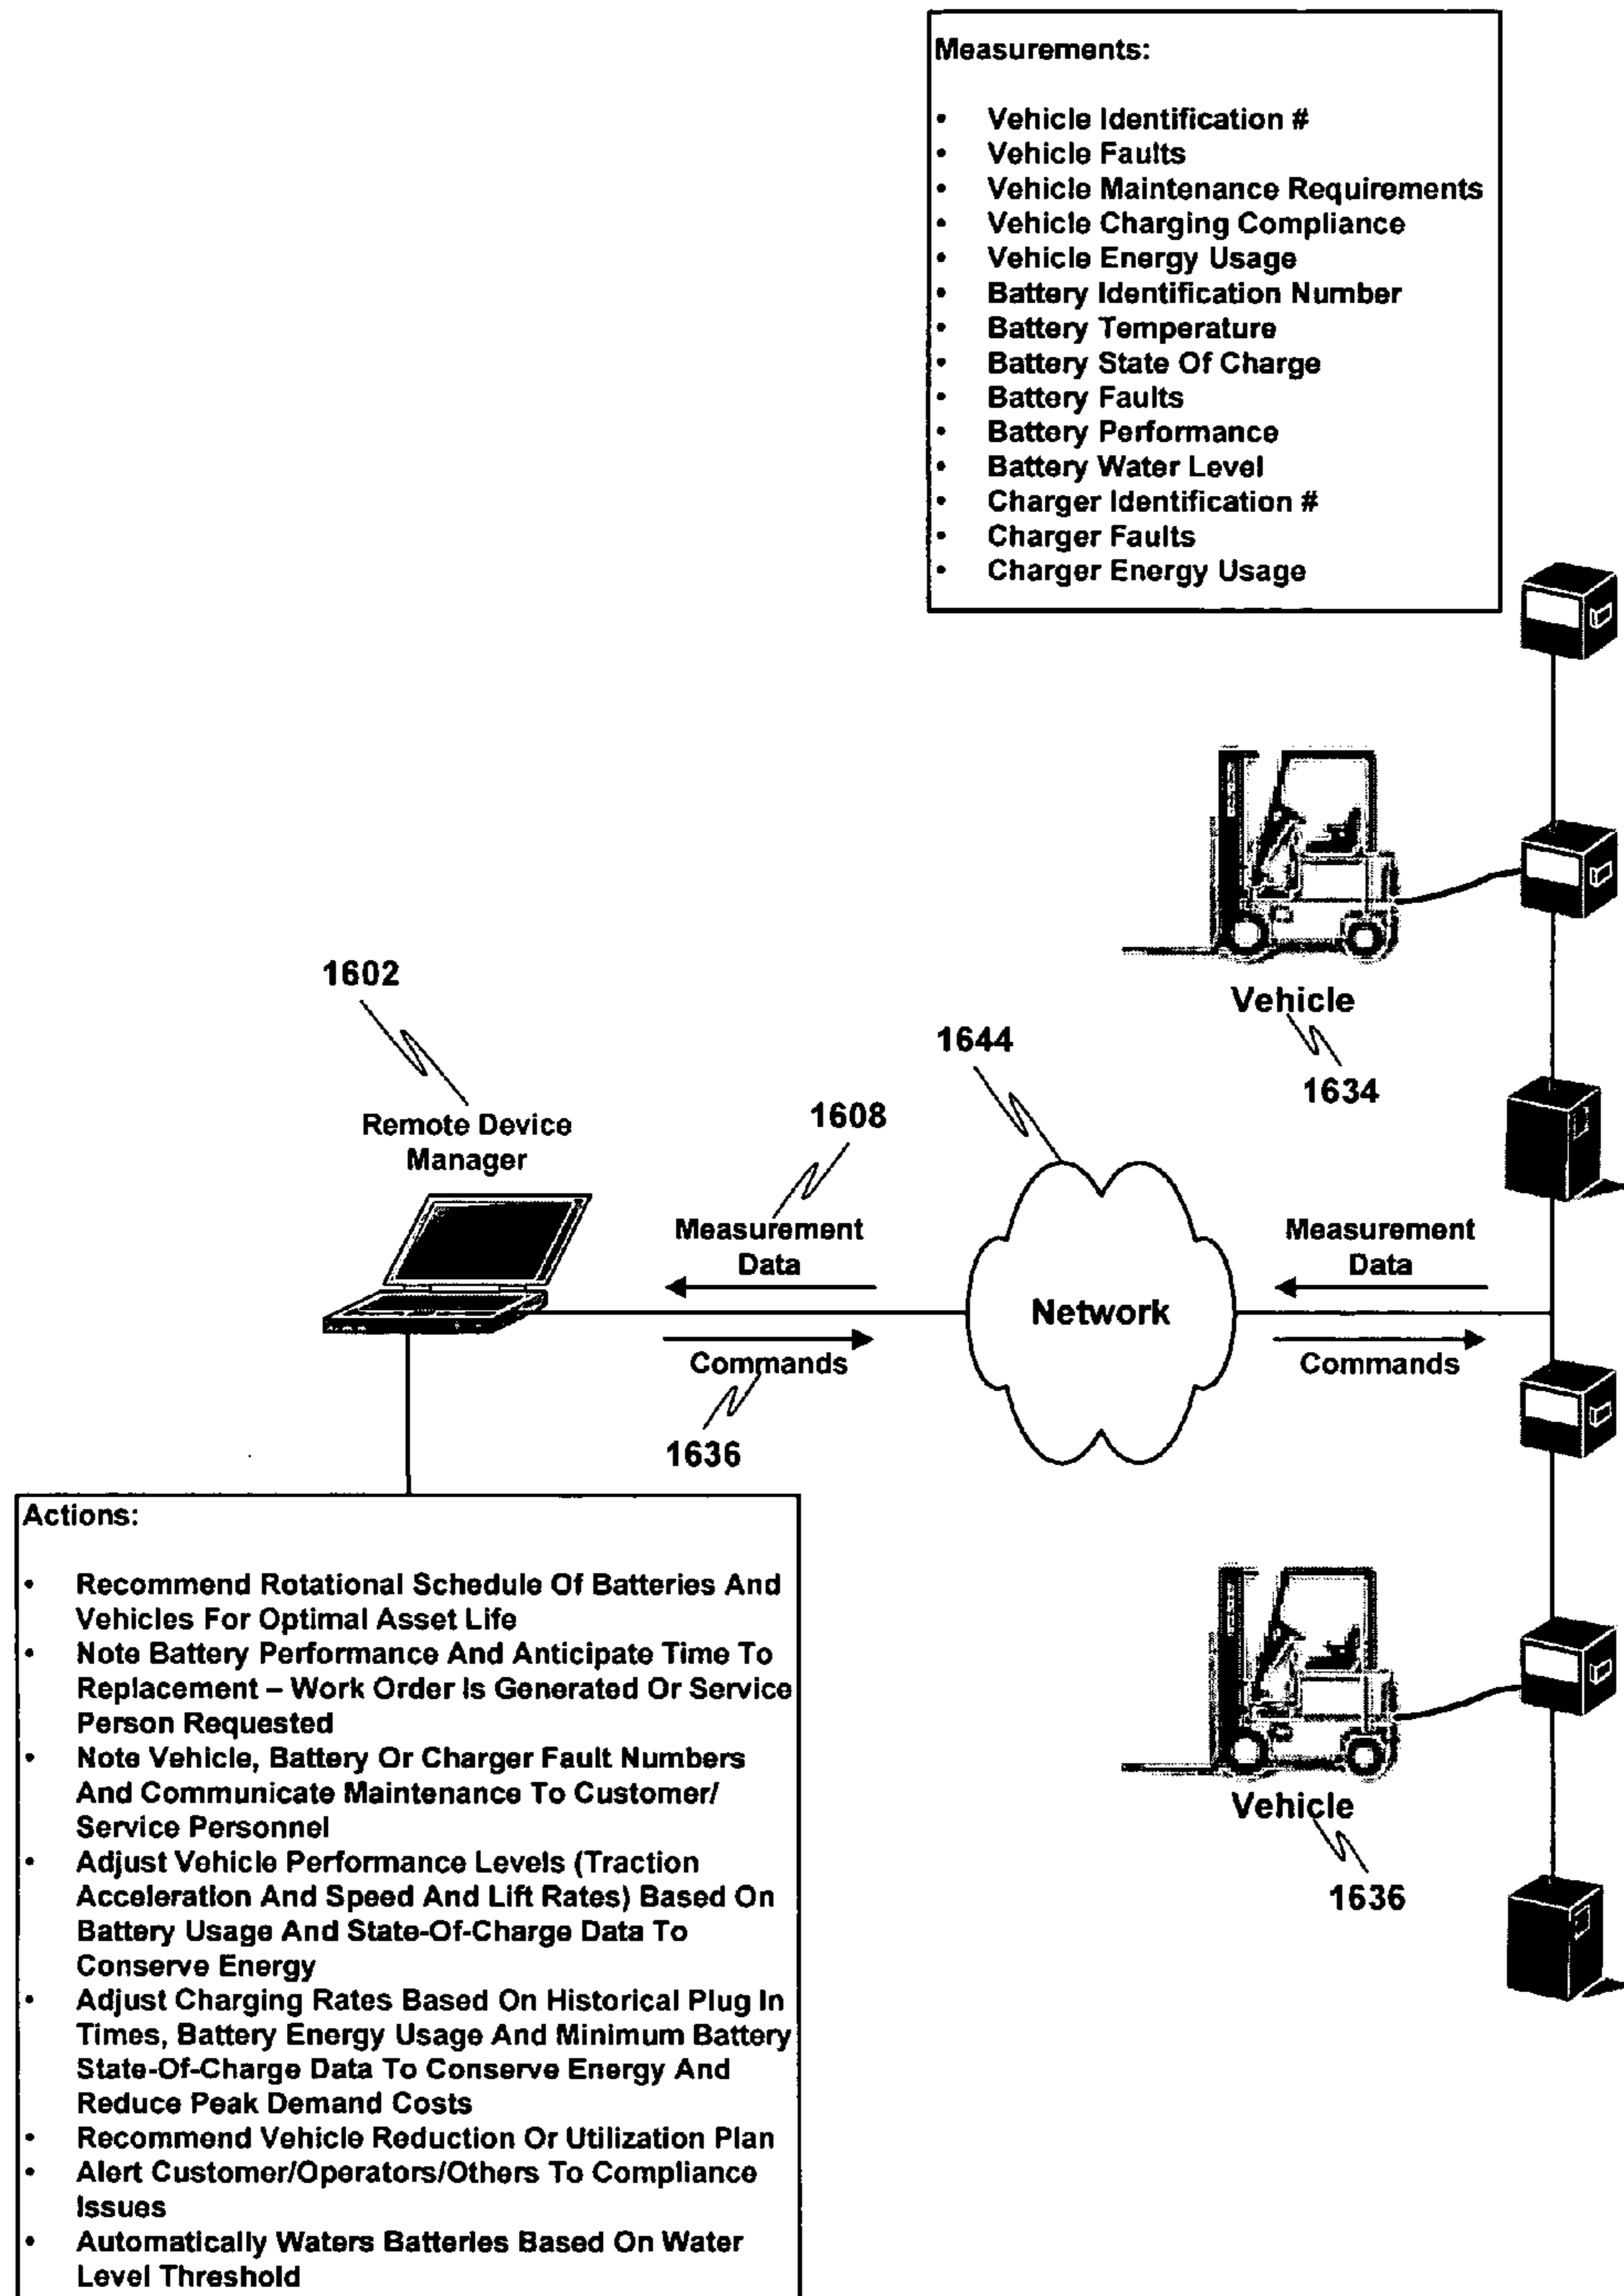 Measurements:
• Vehicle Identification #
• Vehicle Faults
• Vehicle Maintenance Requirements
• Vehicle Charging Compliance
• Vehicle Energy Usage
• Battery Identification Number
• Battery Temperature
• Battery State Of Charge
• Battery Faults
• Battery Performance
• Battery Water Level
• Charger Identification #
• Charger Faults
• Charger Energy Usage
Vehicle
1634
1602
Remote Device
Manager
1608
Measurement
Data
Commands
1636
1644
Network
Measurement
Data
Commands
Vehicle
1636
Actions:
• Recommend Rotational Schedule Of Batteries And
Vehicles For Optimal Asset Life
• Note Battery Performance And Anticipate Time To
Replacement – Work Order Is Generated Or Service
Person Requested
• Note Vehicle, Battery Or Charger Fault Numbers
And Communicate Maintenance To Customer/
Service Personnel
• Adjust Vehicle Performance Levels (Traction
Acceleration And Speed And Lift Rates) Based On
Battery Usage And State-Of-Charge Data To
Conserve Energy
• Adjust Charging Rates Based On Historical Plug In
Times, Battery Energy Usage And Minimum Battery
State-Of-Charge Data To Conserve Energy And
Reduce Peak Demand Costs
• Recommend Vehicle Reduction Or Utilization Plan
• Alert Customer/Operators/Others To Compliance
Issues
• Automatically Waters Batteries Based On Water
Level Threshold